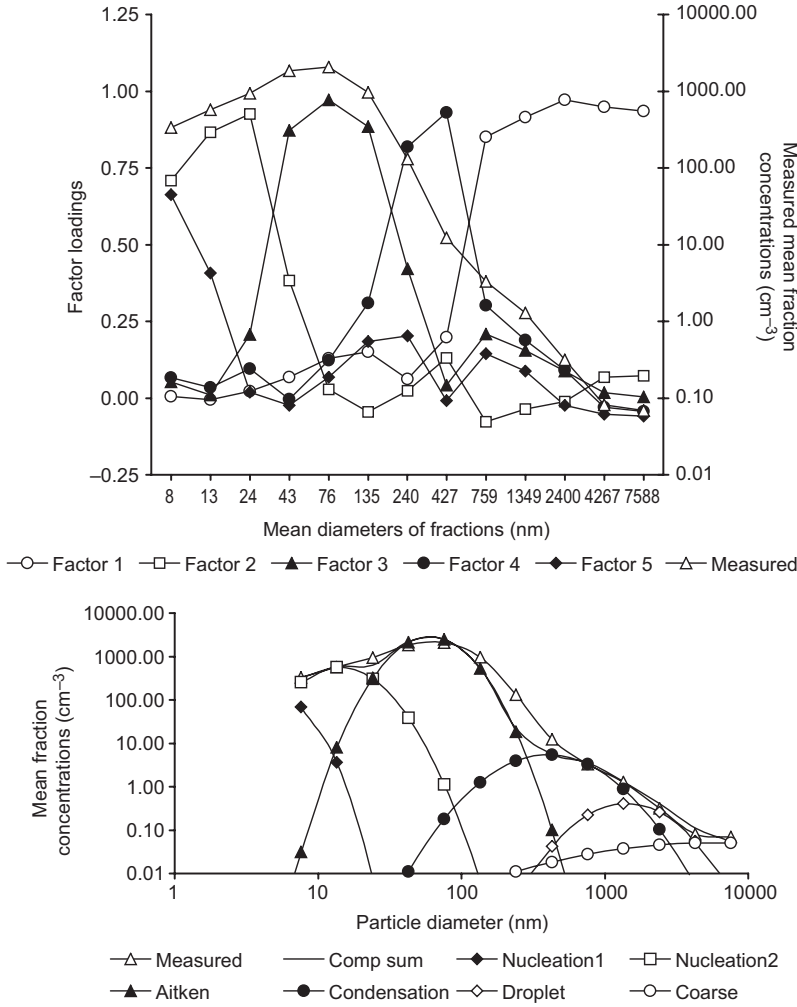 1.25
1.00
0.75
0.50
0.25
0.00
–0.25
Factor loadings
10000.00
1000.00
100.00
10.00
1.00
0.10
0.01
Measured mean fraction
concentrations (cm–3)
8 13 24 43 76 135 240 427 759 1349 2400 4267 7588
Mean diameters of fractions (nm)
Factor 1 Factor 2 Factor 3 Factor 4 Factor 5 Measured
10000.00
1000.00
100.00
10.00
1.00
0.10
0.01
Mean fraction
concentrations (cm–3)
1 10 100 1000 10000
Particle diameter (nm)
Measured Comp sum Nucleation1 Nucleation2
Aitken Condensation Droplet Coarse